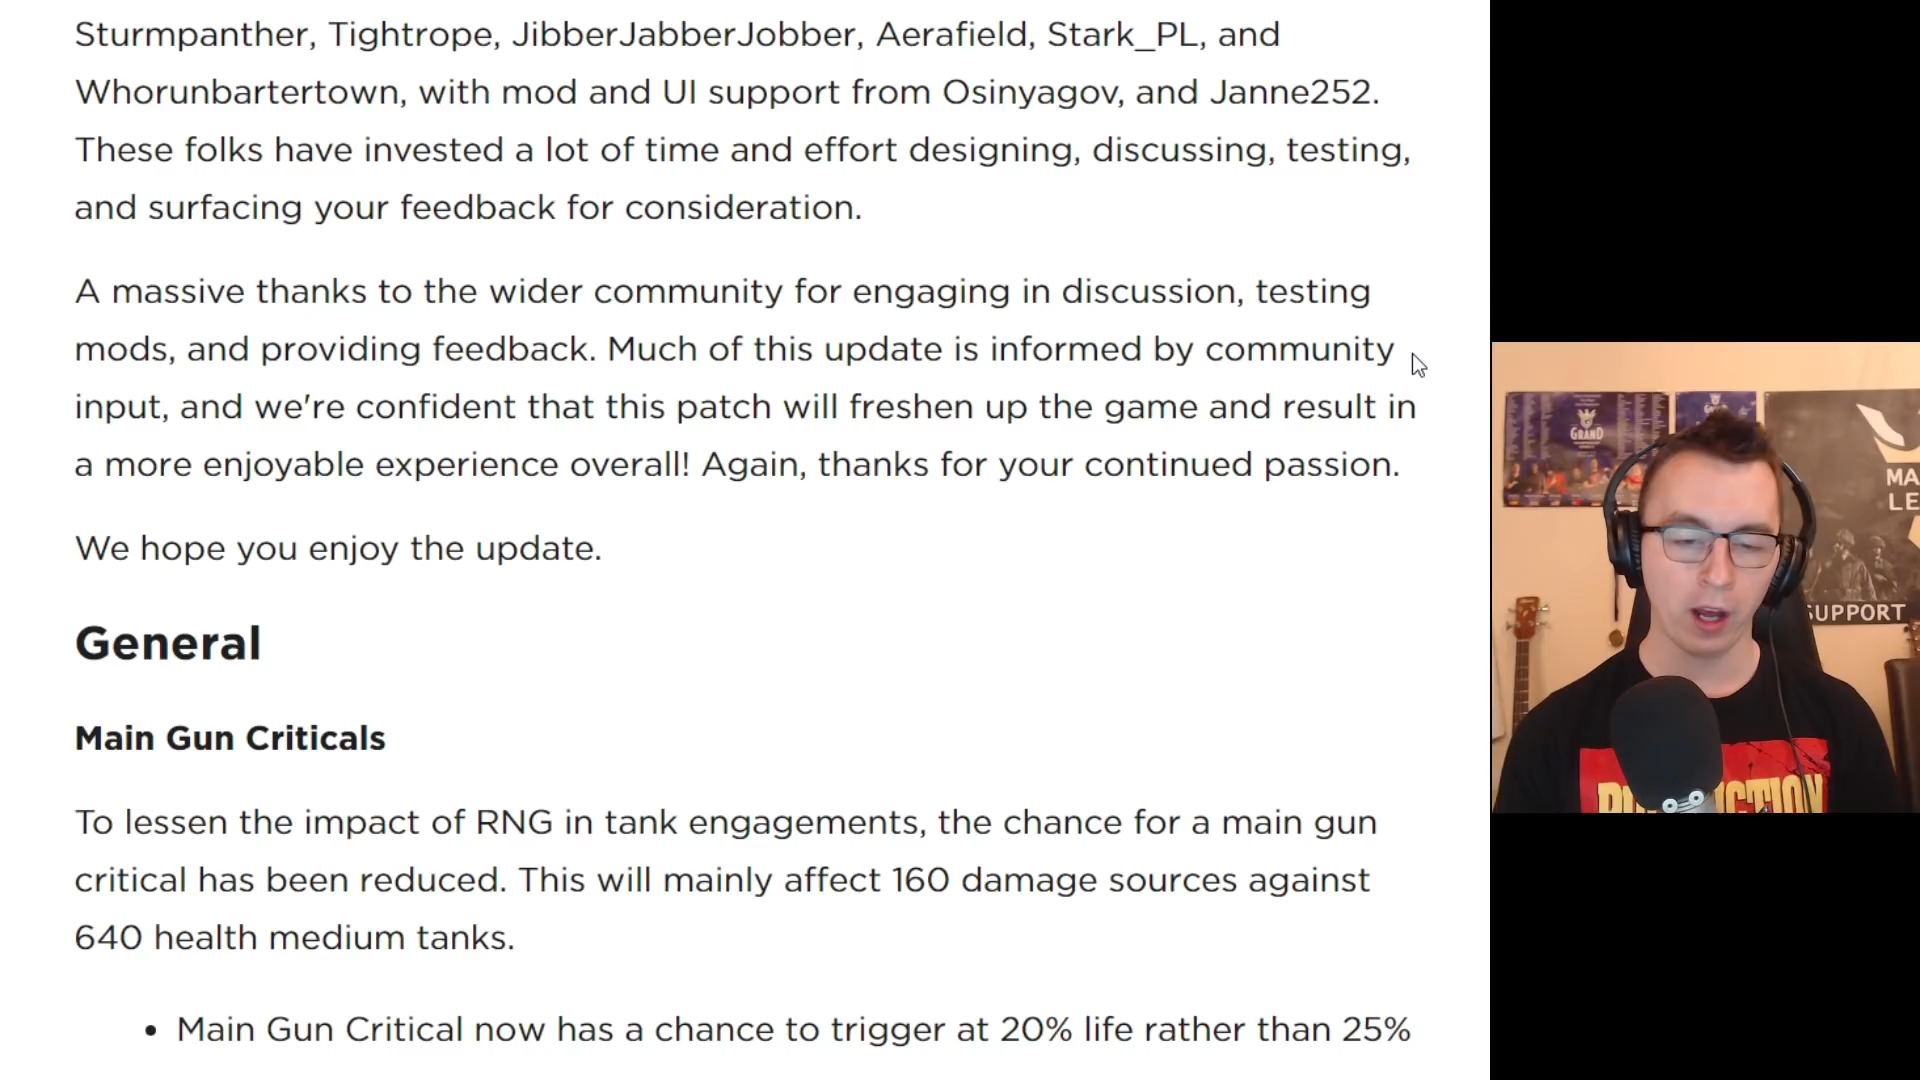 Sturmpanther, Tightrope, JibberJabberJobber, Aerafield, Stark_PL, and
Whorunbartertown, with mod and UI support from Osinyagov, and Janne252.
These folks have invested a lot of time and effort designing, discussing, testing,
and surfacing your feedback for consideration.
A massive thanks to the wider community for engaging in discussion, testing
mods, and providing feedback. Much of this update is informed by community
input, and we're confident that this patch will freshen up the game and result in
a more enjoyable experience overall! Again, thanks for your continued passion.
We hope you enjoy the update.
General
Main Gun Criticals
To lessen the impact of RNG in tank engagements, the chance for a main gun
critical has been reduced. This will mainly affect 160 damage sources against
640 health medium tanks.
• Main Gun Critical now has a chance to trigger at 20% life rather than 25%
GRAND
MA
LE
SUPPORT